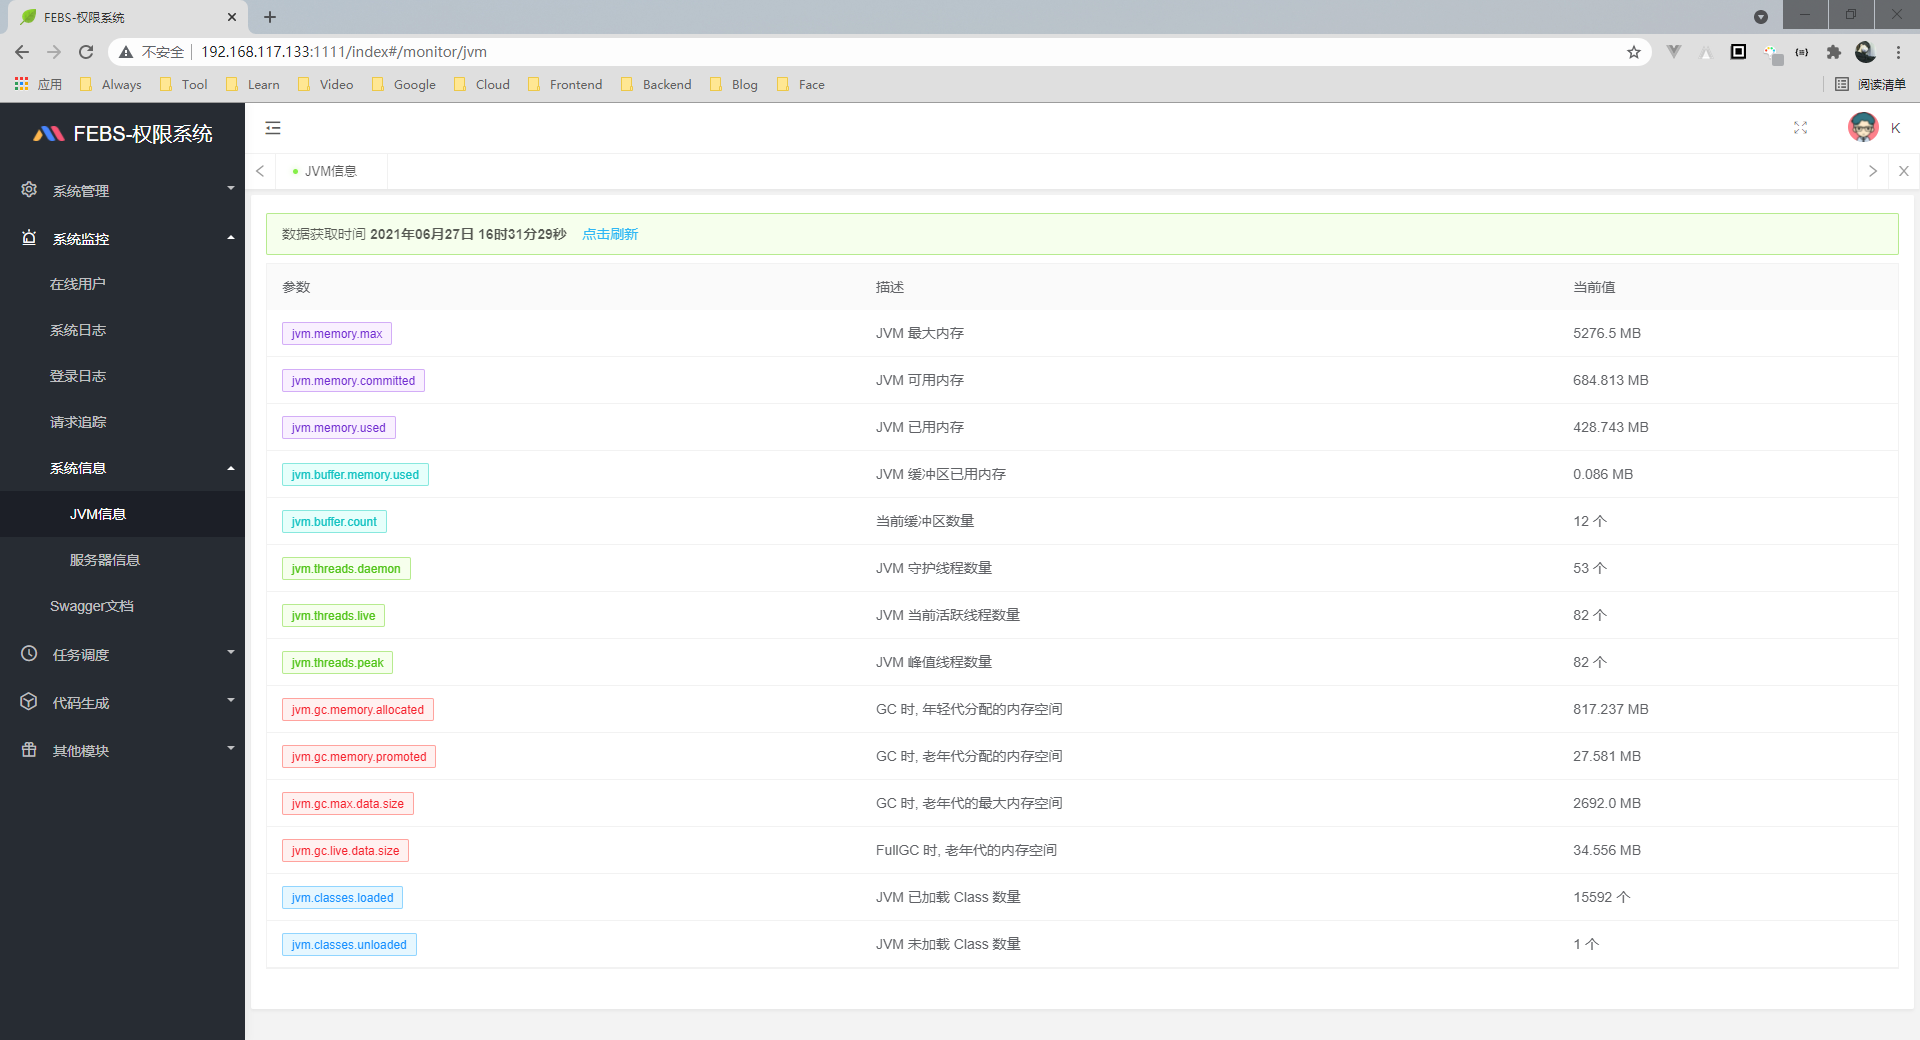 FEBS-权限系统
不安全 192.168.117.133:1111/index#/monitor/jvm
应用 Always Tool Learn Video Google Cloud Frontend Backend Blog Face 阅读清单
FEBS-权限系统
K
JVM信息
系统管理
系统监控
在线用户
系统日志
登录日志
请求追踪
系统信息
JVM信息
服务器信息
Swagger文档
任务调度
代码生成
其他模块
数据获取时间 2021年06月27日 16时31分29秒 点击刷新
参数 描述 当前值
jvm.memory.max JVM 最大内存 5276.5 MB
jvm.memory.committed JVM 可用内存 684.813 MB
jvm.memory.used JVM 已用内存 428.743 MB
jvm.buffer.memory.used JVM 缓冲区已用内存 0.086 MB
jvm.buffer.count 当前缓冲区数量 12 个
jvm.threads.daemon JVM 守护线程数量 53 个
jvm.threads.live JVM 当前活跃线程数量 82 个
jvm.threads.peak JVM 峰值线程数量 82 个
jvm.gc.memory.allocated GC 时, 年轻代分配的内存空间 817.237 MB
jvm.gc.memory.promoted GC 时, 老年代分配的内存空间 27.581 MB
jvm.gc.max.data.size GC 时, 老年代的最大内存空间 2692.0 MB
jvm.gc.live.data.size FullGC 时, 老年代的内存空间 34.556 MB
jvm.classes.loaded JVM 已加载 Class 数量 15592 个
jvm.classes.unloaded JVM 未加载 Class 数量 1 个